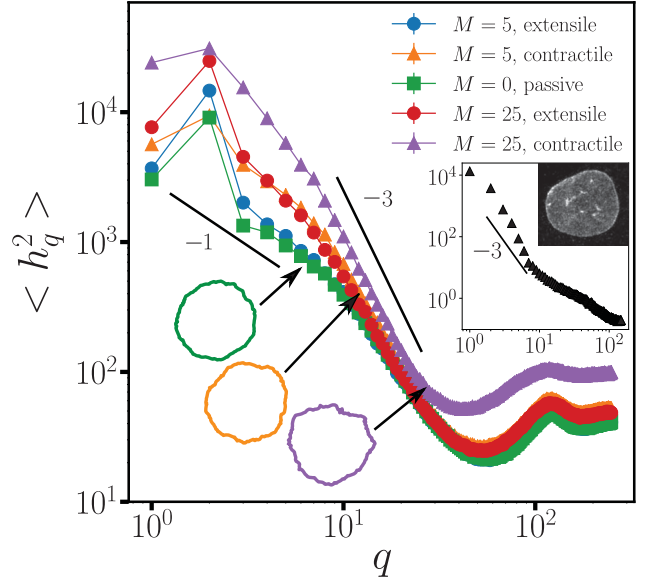 M = 5, extensile
M = 5, contractile
M = 0, passive
M = 25, extensile
M = 25, contractile
10^4
10^3
10^2
10^1
< h_q^2 >
−1
−3
10^4
10^2
10^0
−3
10^0 10^1 10^2
10^0 10^1 10^2
q